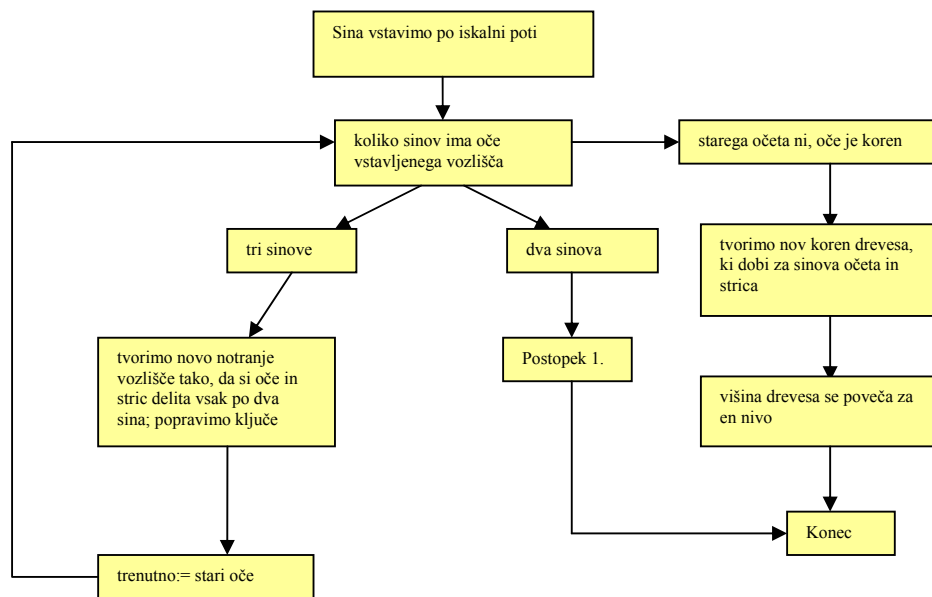 Sina vstavimo po iskalni poti
koliko sinov ima oče
vstavljenega vozlišča
starega očeta ni, oče je koren
tri sinove
dva sinova
tvorimo nov koren drevesa,
ki dobi za sinova očeta in
strica
tvorimo novo notranje
vozlišče tako, da si oče in
stric delita vsak po dva
sina; popravimo ključe
Postopek 1.
višina drevesa se poveča za
en nivo
Konec
trenutno:= stari oče